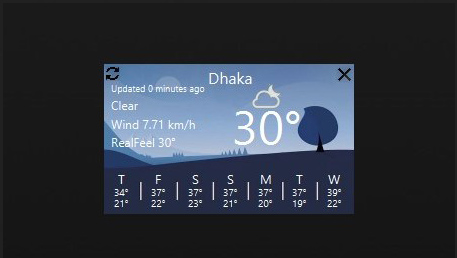 Dhaka
Updated 0 minutes ago
Clear
Wind 7.71 km/h
RealFeel 30°
30°
T F S S M T W
34° 37° 37° 37° 37° 37° 39°
21° 22° 23° 21° 20° 19° 22°